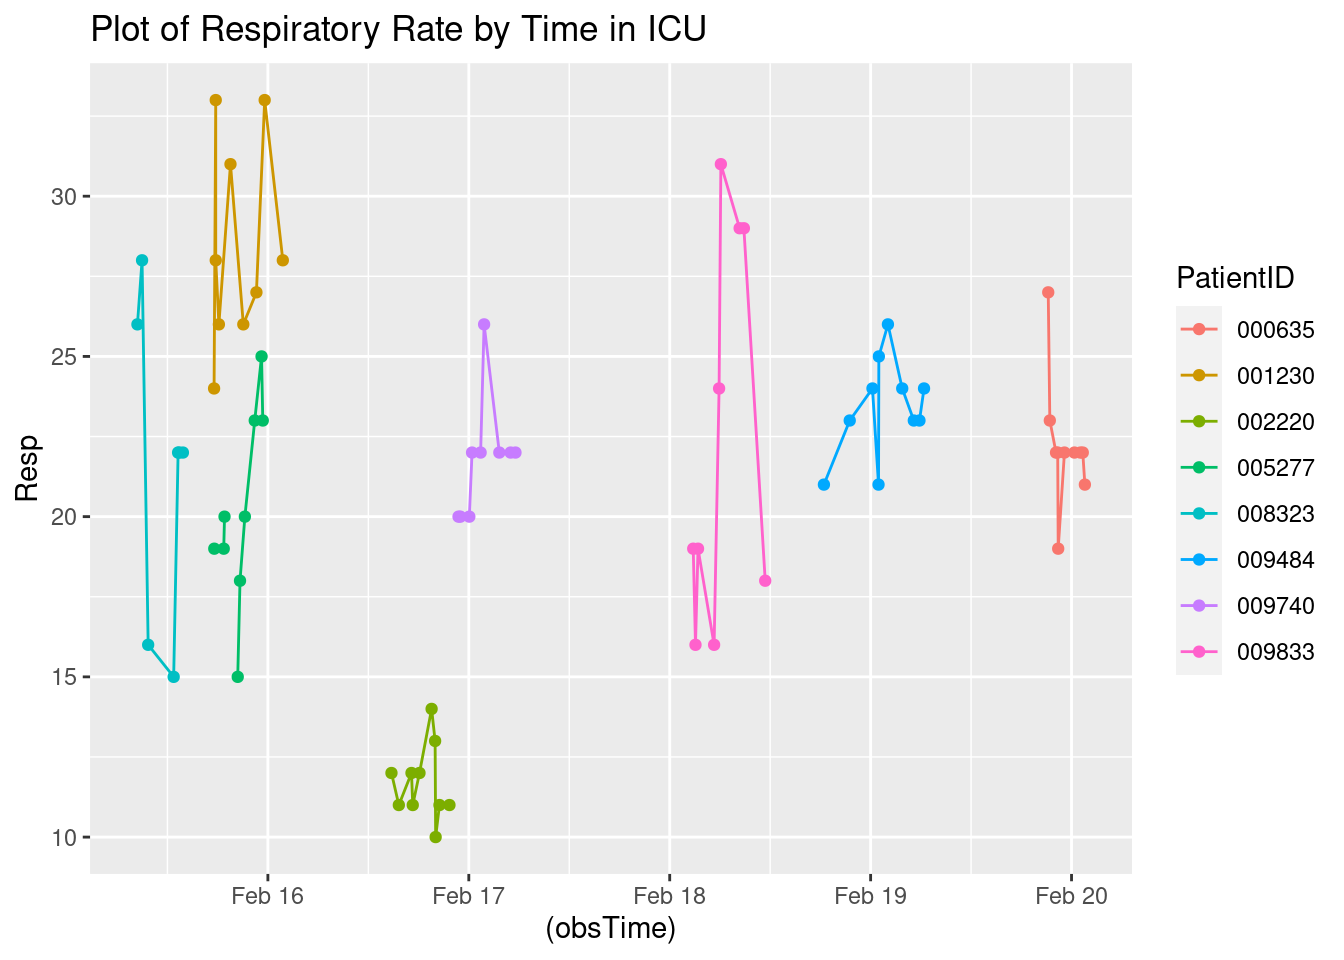 Plot of Respiratory Rate by Time in ICU
Resp
30
25
20
15
10
Feb 16
Feb 17
Feb 18
Feb 19
Feb 20
(obsTime)
PatientID
000635
001230
002220
005277
008323
009484
009740
009833